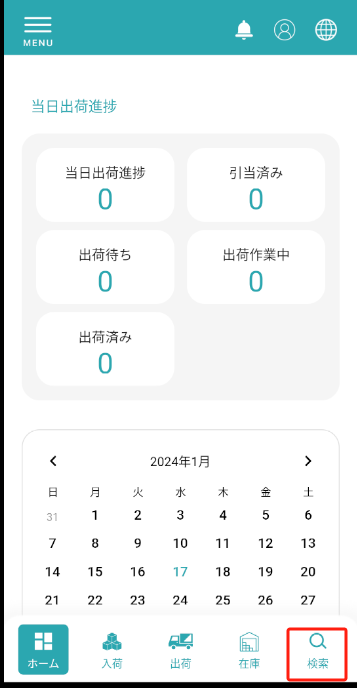 MENU
当日出荷進捗
当日出荷進捗 引当済み
0 0
出荷待ち 出荷作業中
0 0
出荷済み
0
2024年1月
日 月 火 水 木 金 土
31 1 2 3 4 5 6
7 8 9 10 11 12 13
14 15 16 17 18 19 20
21 22 23 24 25 26 27
ホーム 入荷 出荷 在庫 検索